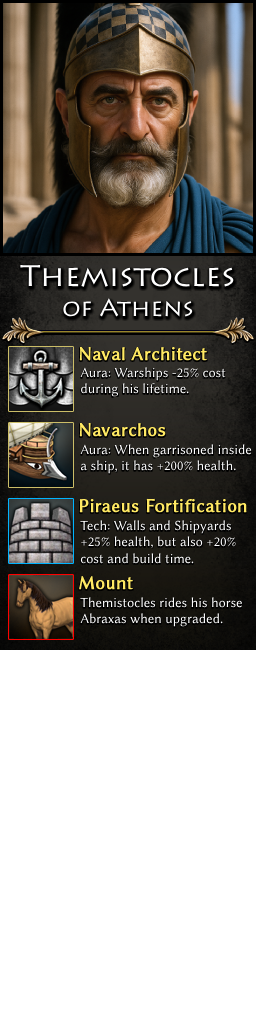 Themistocles
of Athens
Naval Architect
Aura: Warships -25% cost
during his lifetime.
Navarchos
Aura: When garrisoned inside
a ship, it has +200% health.
Piraeus Fortification
Tech: Walls and Shipyards
+25% health, but also +20%
cost and build time.
Mount
Themistocles rides his horse
Abraxas when upgraded.